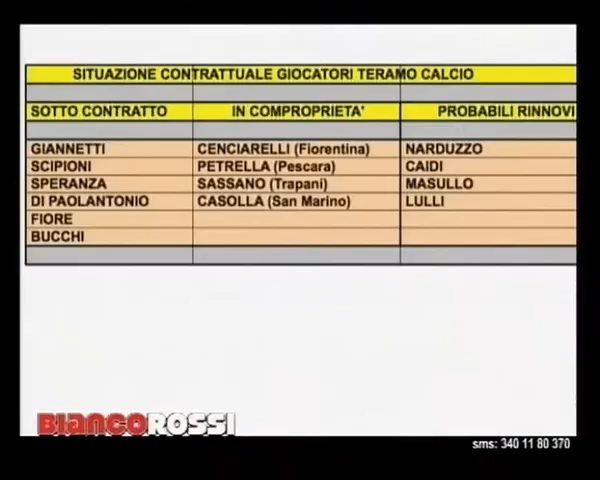 SITUAZIONE CONTRATTUALE GIOCATORI TERAMO CALCIO
SOTTO CONTRATTO IN COMPROPRIETA' PROBABILI RINNOVI
GIANNETTI CENCIARELLI (Fiorentina) NARDUZZO
SCIPIONI PETRELLA (Pescara) CAIDI
SPERANZA SASSANO (Trapani) MASULLO
DI PAOLANTONIO CASOLLA (San Marino) LULLI
FIORE
BUCCHI
BIANCOROSSI
sms: 340 11 80 370